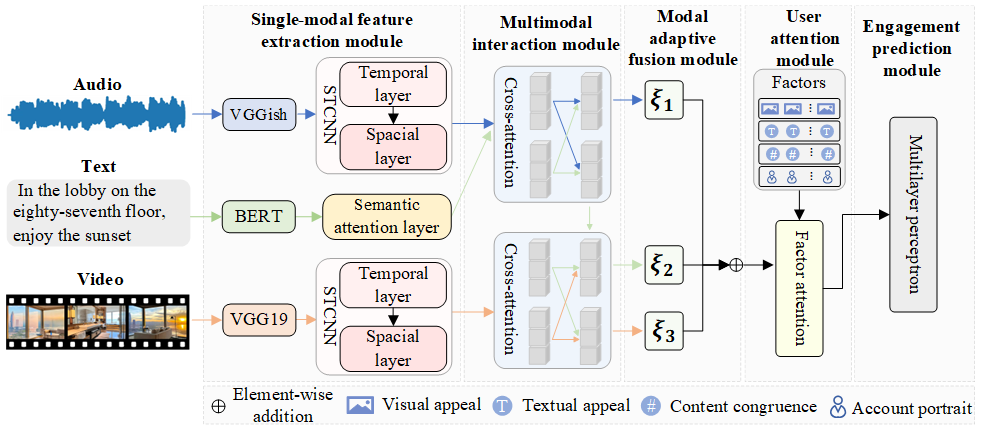 Single-modal feature
extraction module
Multimodal
interaction module
Modal
adaptive
fusion module
User
attention
module
Engagement
prediction
module
Audio
VGGish
STCNN
Temporal
layer
Spacial
layer
Text
In the lobby on the
eighty-seventh floor,
enjoy the sunset
BERT
Semantic
attention layer
Video
VGG19
STCNN
Temporal
layer
Spacial
layer
Cross-attention
Cross-attention
ξ1
ξ2
ξ3
Factors
T T T
# # #
Factor attention
Multilayer perceptron
Element-wise
addition
Visual appeal
T Textual appeal
# Content congruence
Account portrait